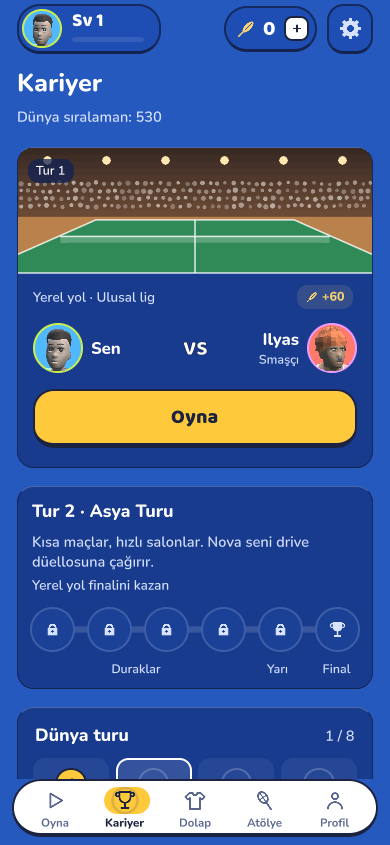 Sv 1
0
+
Kariyer
Dünya sıralaman: 530
Tur 1
Yerel yol · Ulusal lig
+60
Sen
VS
Ilyas
Smaşçı
Oyna
Tur 2 · Asya Turu
Kısa maçlar, hızlı salonlar. Nova seni drive
düellosuna çağırır.
Yerel yol finalini kazan
Duraklar
Yarı
Final
Dünya turu
1 / 8
Oyna
Kariyer
Dolap
Atölye
Profil